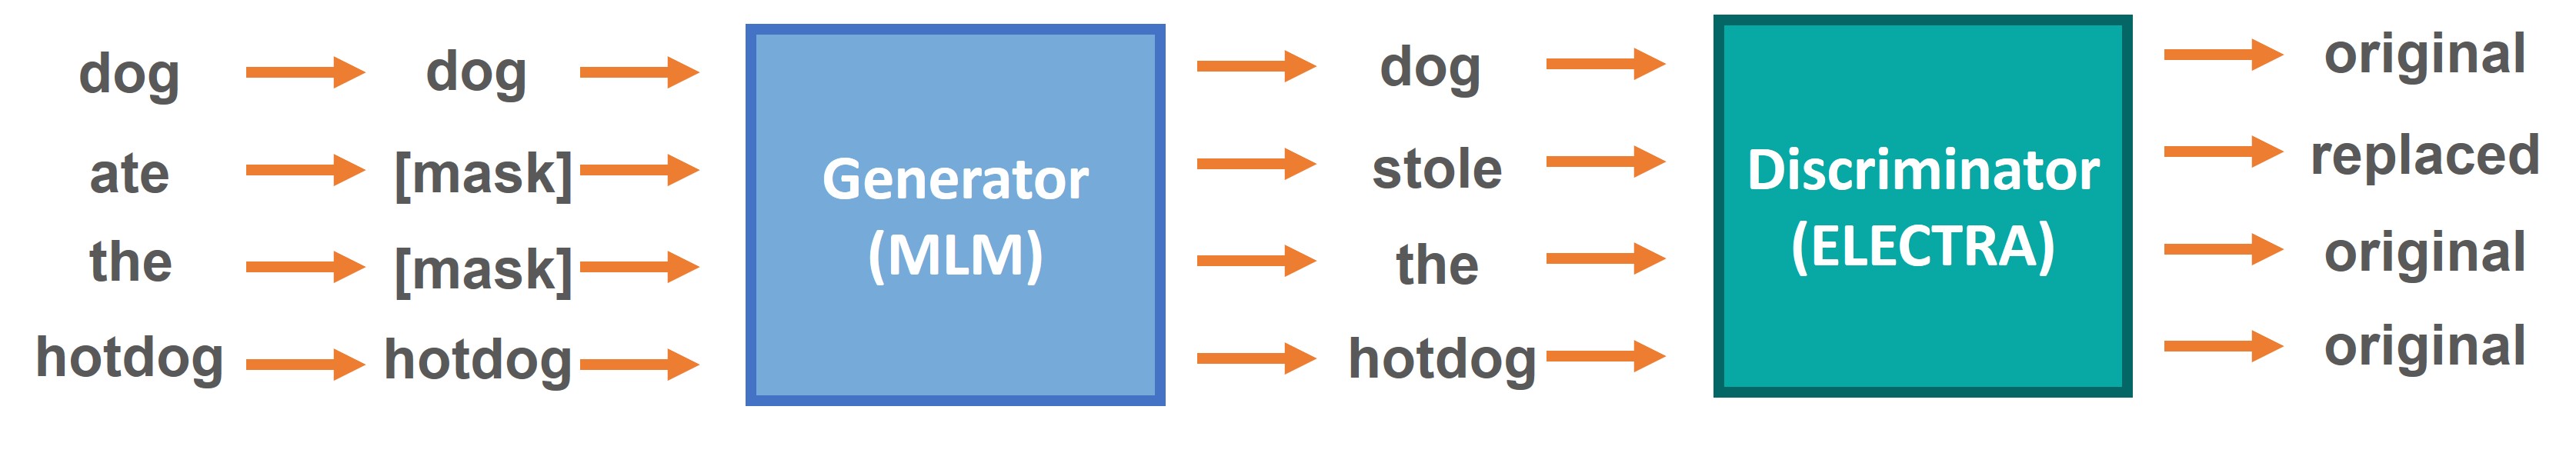 dog dog dog original
ate [mask] stole replaced
the [mask] the original
hotdog hotdog hotdog original
Generator
(MLM)
Discriminator
(ELECTRA)